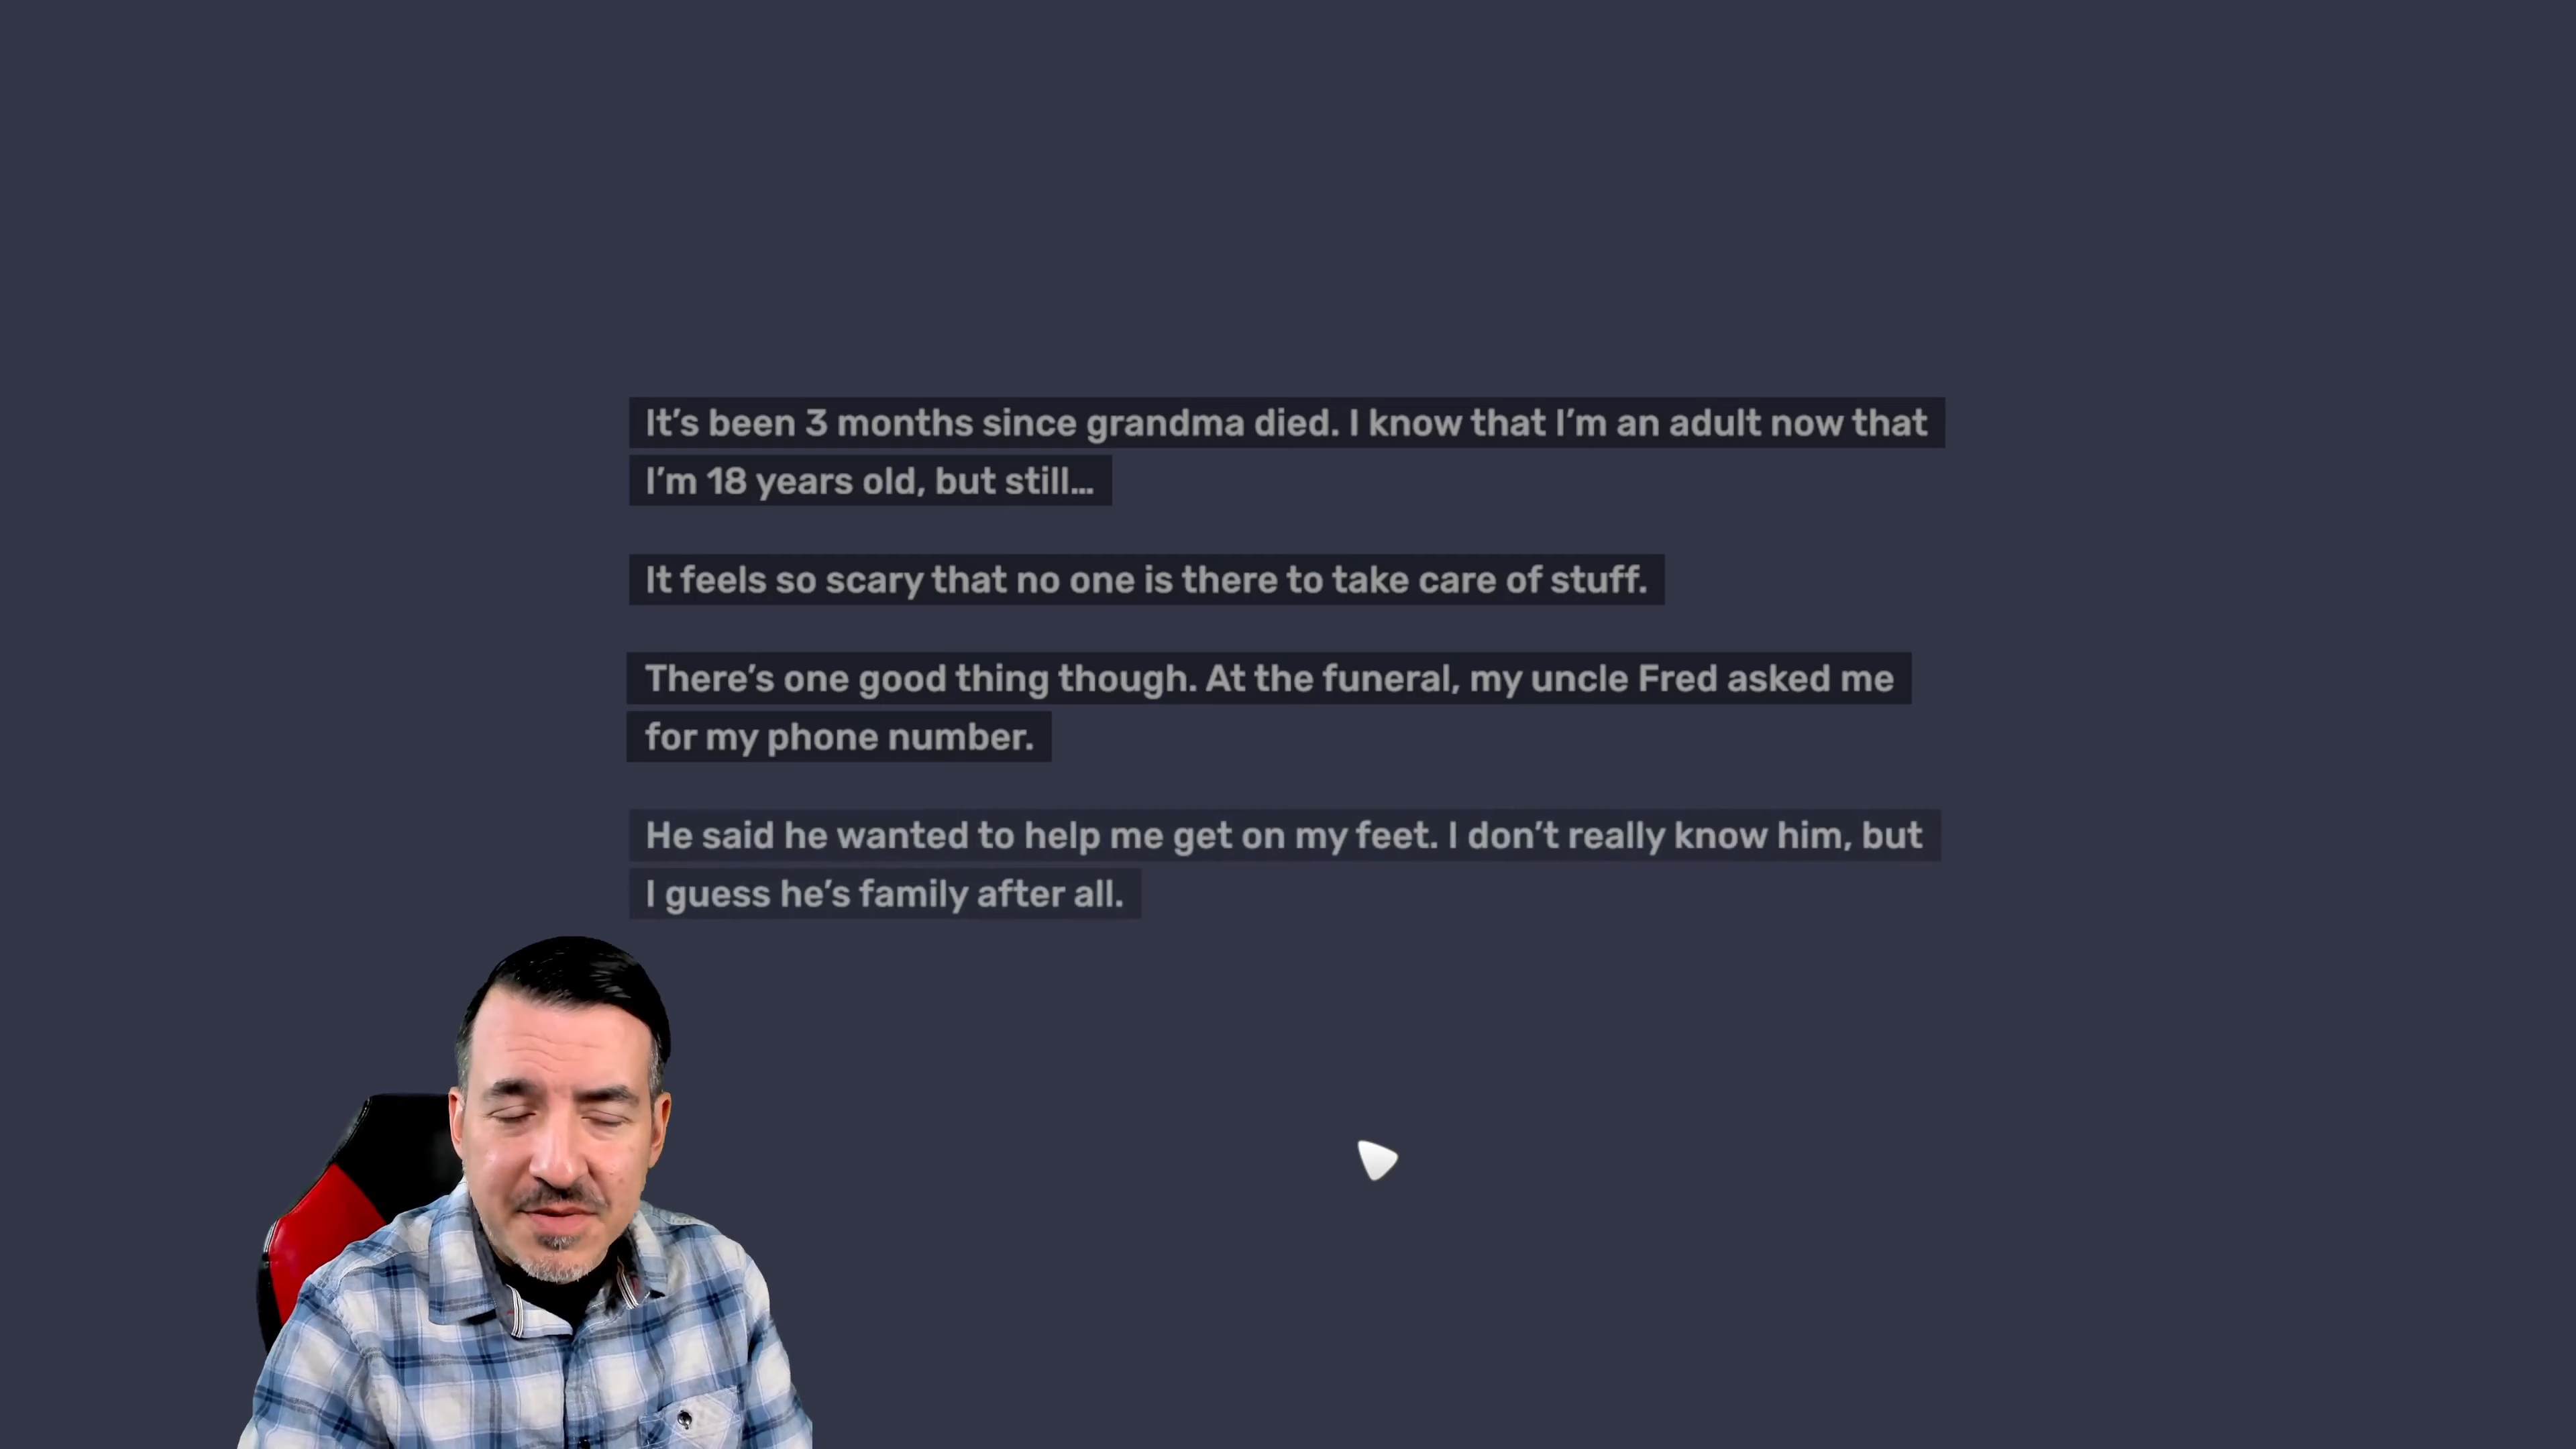 It’s been 3 months since grandma died. I know that I’m an adult now that
I’m 18 years old, but still…
It feels so scary that no one is there to take care of stuff.
There’s one good thing though. At the funeral, my uncle Fred asked me
for my phone number.
He said he wanted to help me get on my feet. I don’t really know him, but
I guess he’s family after all.